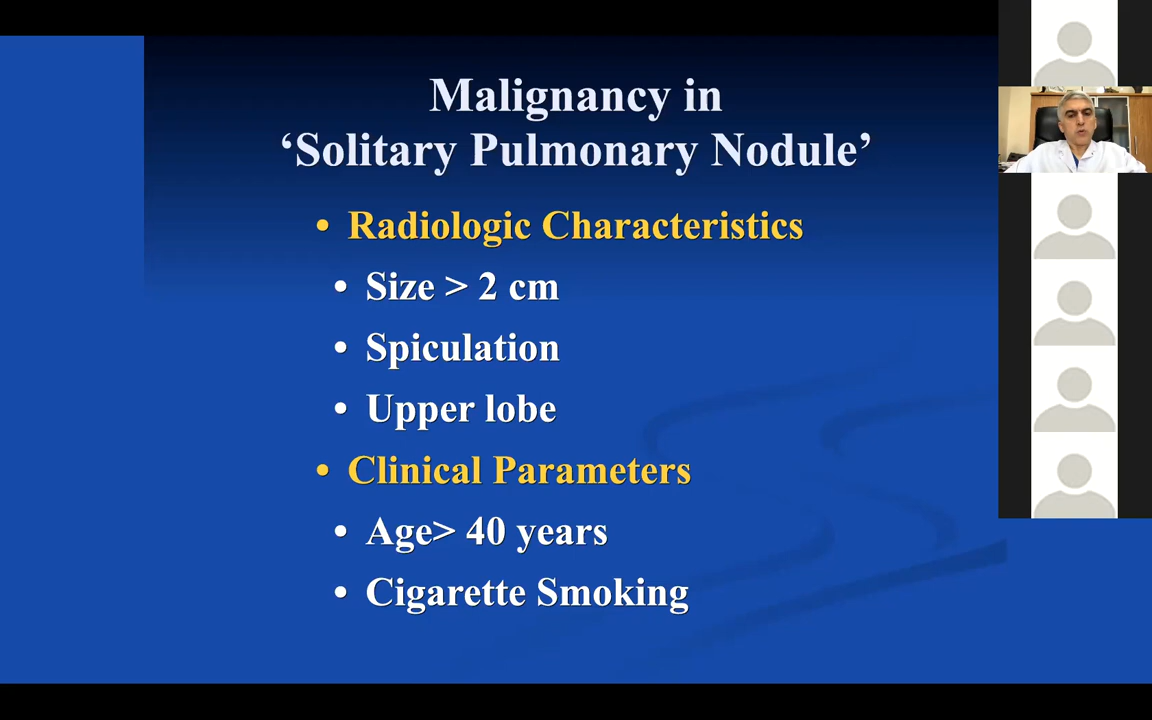 Malignancy in
‘Solitary Pulmonary Nodule’
• Radiologic Characteristics
• Size > 2 cm
• Spiculation
• Upper lobe
• Clinical Parameters
• Age> 40 years
• Cigarette Smoking